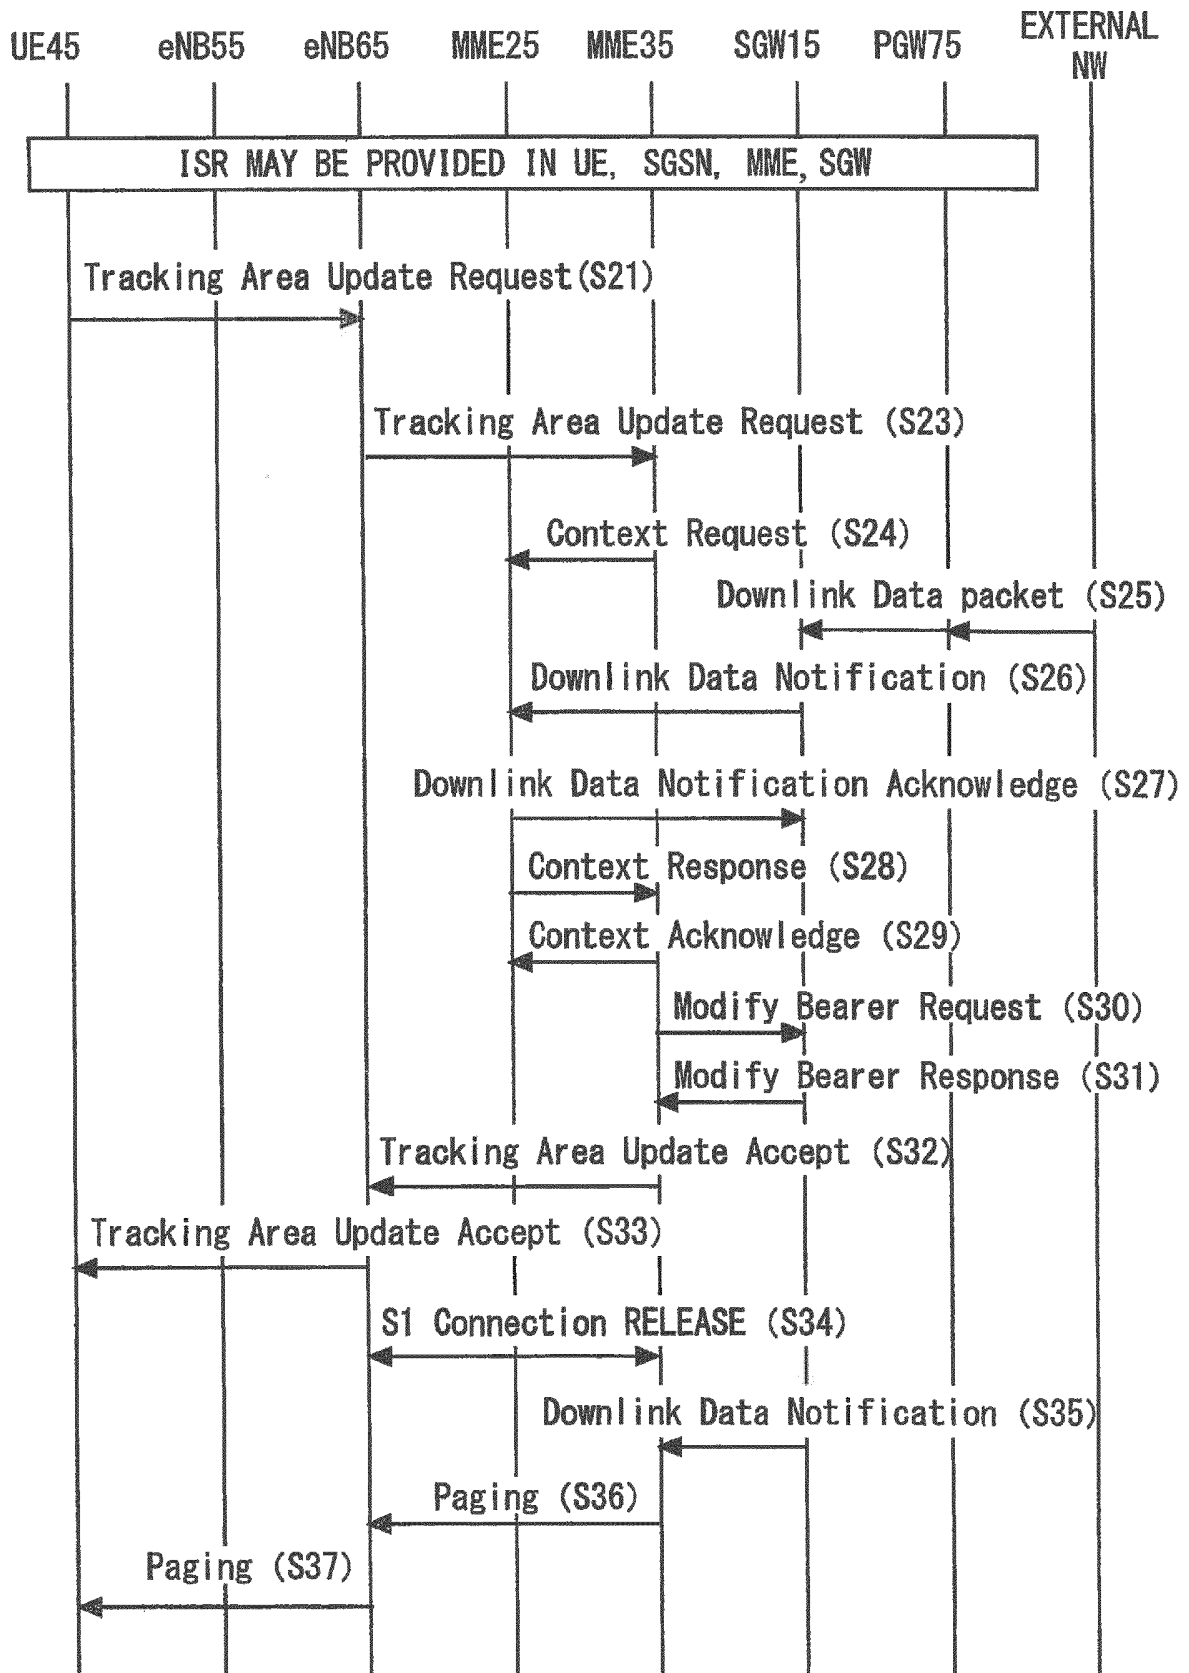 UE45 eNB55 eNB65 MME25 MME35 SGW15 PGW75 EXTERNAL NW
ISR MAY BE PROVIDED IN UE, SGSN, MME, SGW
Tracking Area Update Request(S21)
Tracking Area Update Request (S23)
Context Request (S24)
Downlink Data packet (S25)
Downlink Data Notification (S26)
Downlink Data Notification Acknowledge (S27)
Context Response (S28)
Context Acknowledge (S29)
Modify Bearer Request (S30)
Modify Bearer Response (S31)
Tracking Area Update Accept (S32)
Tracking Area Update Accept (S33)
S1 Connection RELEASE (S34)
Downlink Data Notification (S35)
Paging (S36)
Paging (S37)